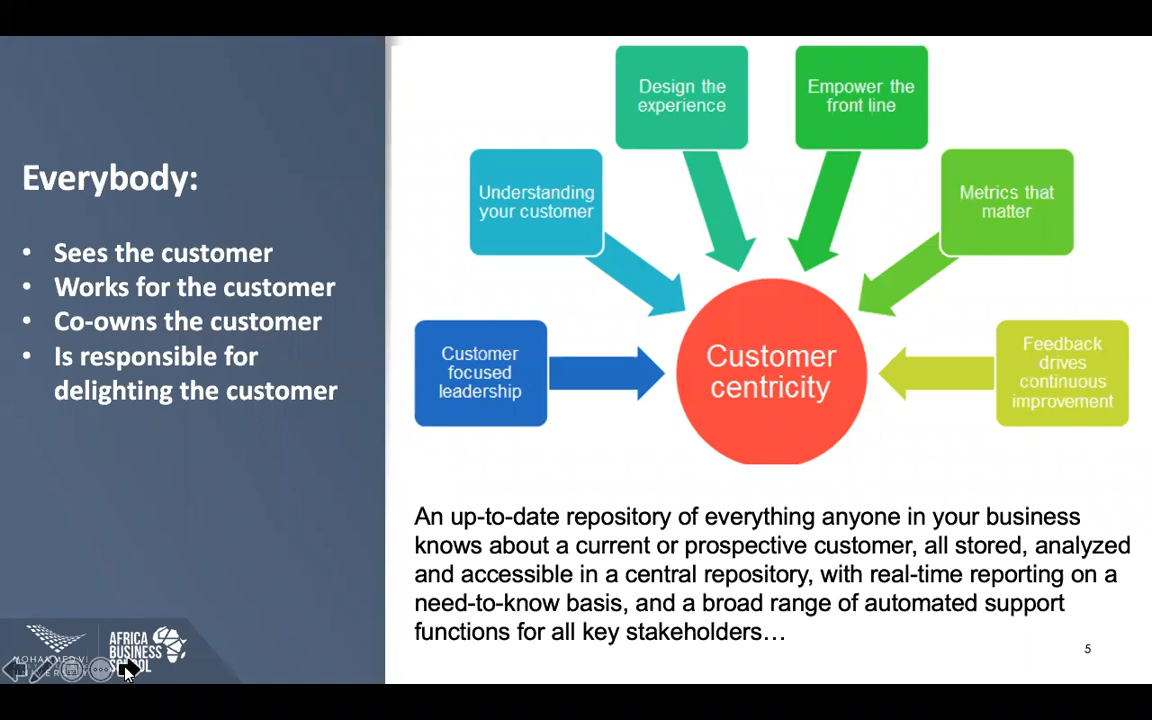 Everybody:
• Sees the customer
• Works for the customer
• Co-owns the customer
• Is responsible for
delighting the customer
Design the
experience
Empower the
front line
Understanding
your customer
Metrics that
matter
Customer
focused
leadership
Customer
centricity
Feedback
drives
continuous
improvement
An up-to-date repository of everything anyone in your business
knows about a current or prospective customer, all stored, analyzed
and accessible in a central repository, with real-time reporting on a
need-to-know basis, and a broad range of automated support
functions for all key stakeholders…
5
AFRICA
BUSINESS